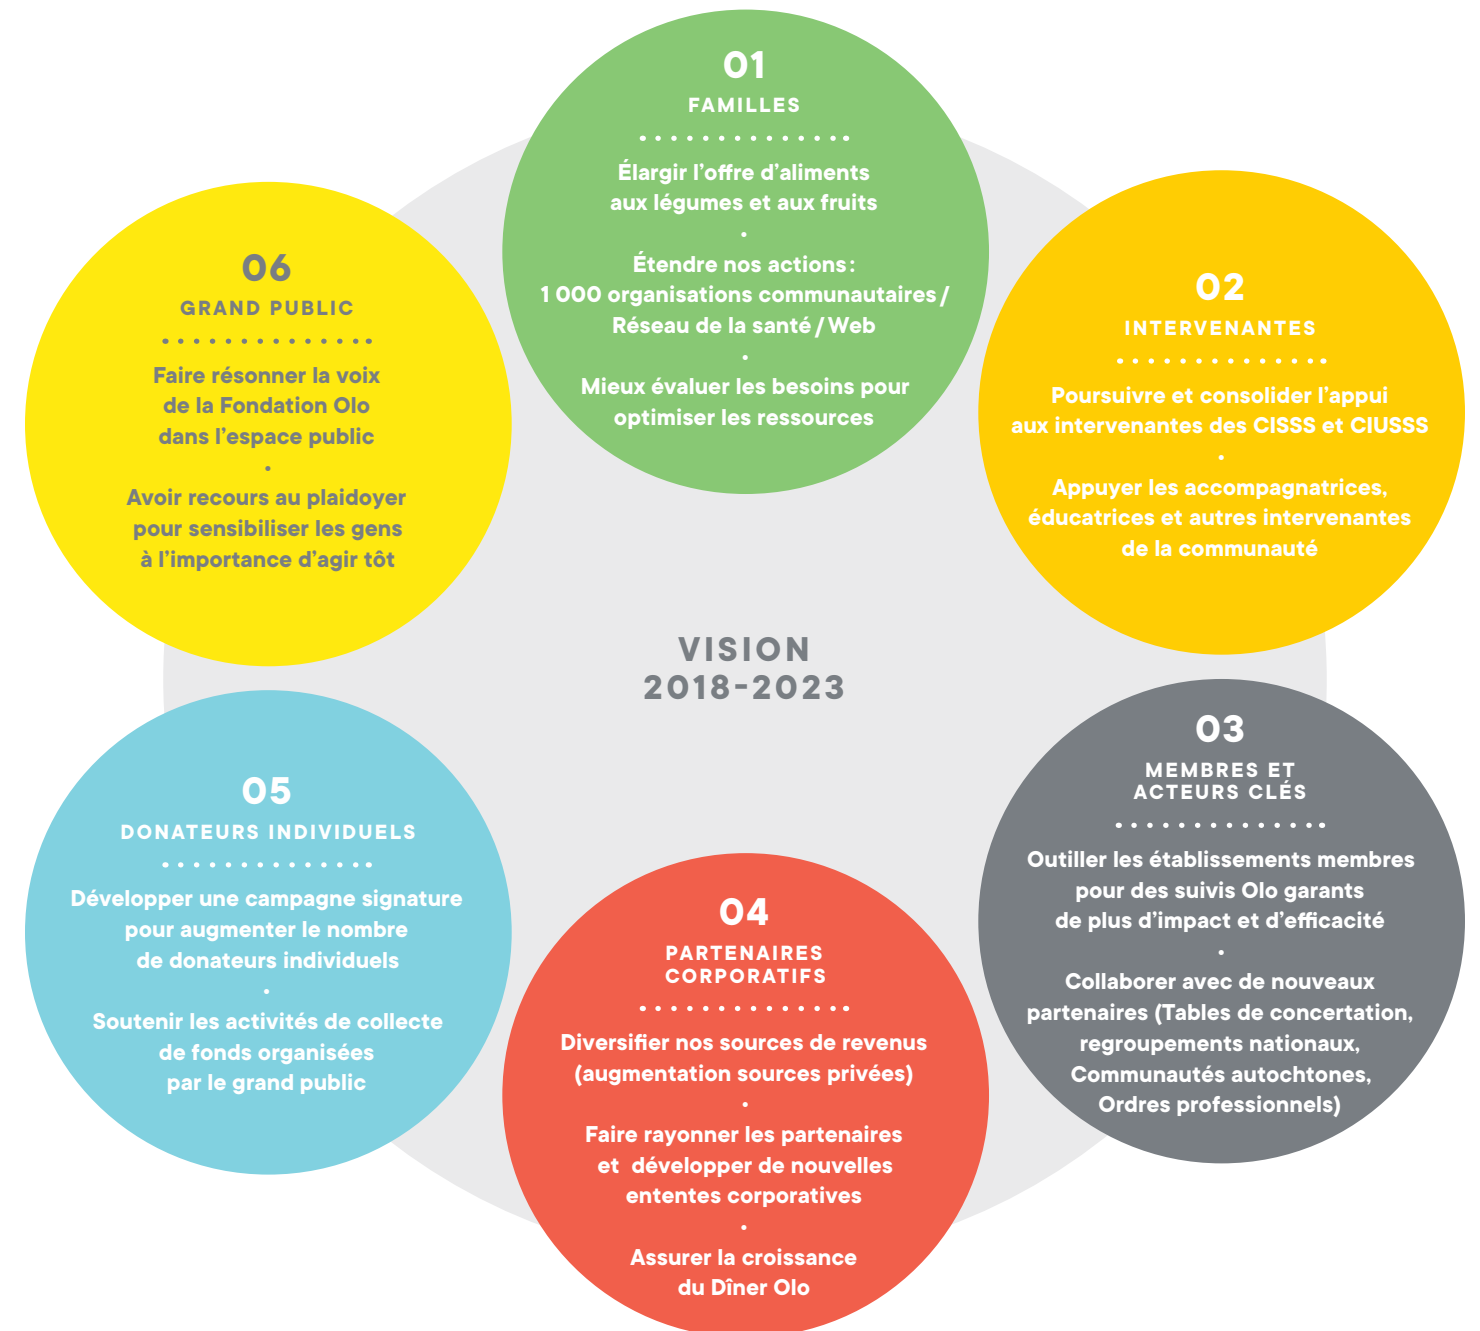 01
FAMILLES
Élargir l'offre d'aliments
aux légumes et aux fruits
•
Étendre nos actions :
1 000 organisations communautaires /
Réseau de la santé / Web
•
Mieux évaluer les besoins pour
optimiser les ressources
02
INTERVENANTES
Poursuivre et consolider l'appui
aux intervenantes des CISSS et CIUSSS
•
Appuyer les accompagnatrices,
éducatrices et autres intervenantes
de la communauté
03
MEMBRES ET
ACTEURS CLÉS
Outiller les établissements membres
pour des suivis Olo garants
de plus d'impact et d'efficacité
•
Collaborer avec de nouveaux
partenaires (Tables de concertation,
regroupements nationaux,
Communautés autochtones,
Ordres professionnels)
04
PARTENAIRES
CORPORATIFS
Diversifier nos sources de revenus
(augmentation sources privées)
•
Faire rayonner les partenaires
et développer de nouvelles
ententes corporatives
•
Assurer la croissance
du Dîner Olo
05
DONATEURS INDIVIDUELS
Développer une campagne signature
pour augmenter le nombre
de donateurs individuels
•
Soutenir les activités de collecte
de fonds organisées
par le grand public
06
GRAND PUBLIC
Faire résonner la voix
de la Fondation Olo
dans l'espace public
•
Avoir recours au plaidoyer
pour sensibiliser les gens
à l'importance d'agir tôt
VISION
2018-2023